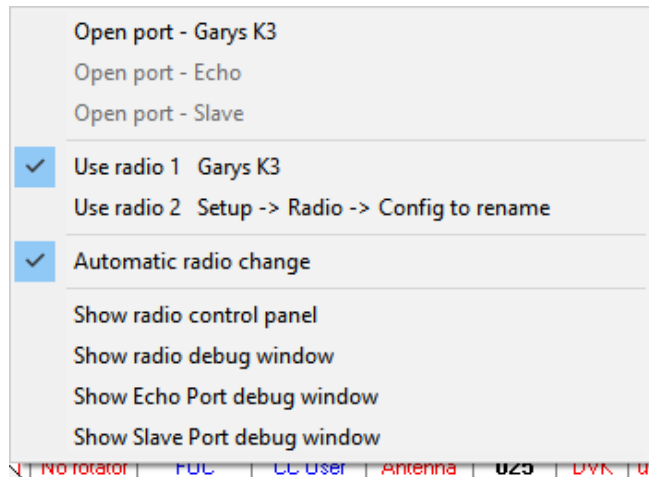 Open port - Garys K3
Open port - Echo
Open port - Slave
Use radio 1 Garys K3
Use radio 2 Setup -> Radio -> Config to rename
Automatic radio change
Show radio control panel
Show radio debug window
Show Echo Port debug window
Show Slave Port debug window
No rotator FOC CC User Antenna 025 DVK